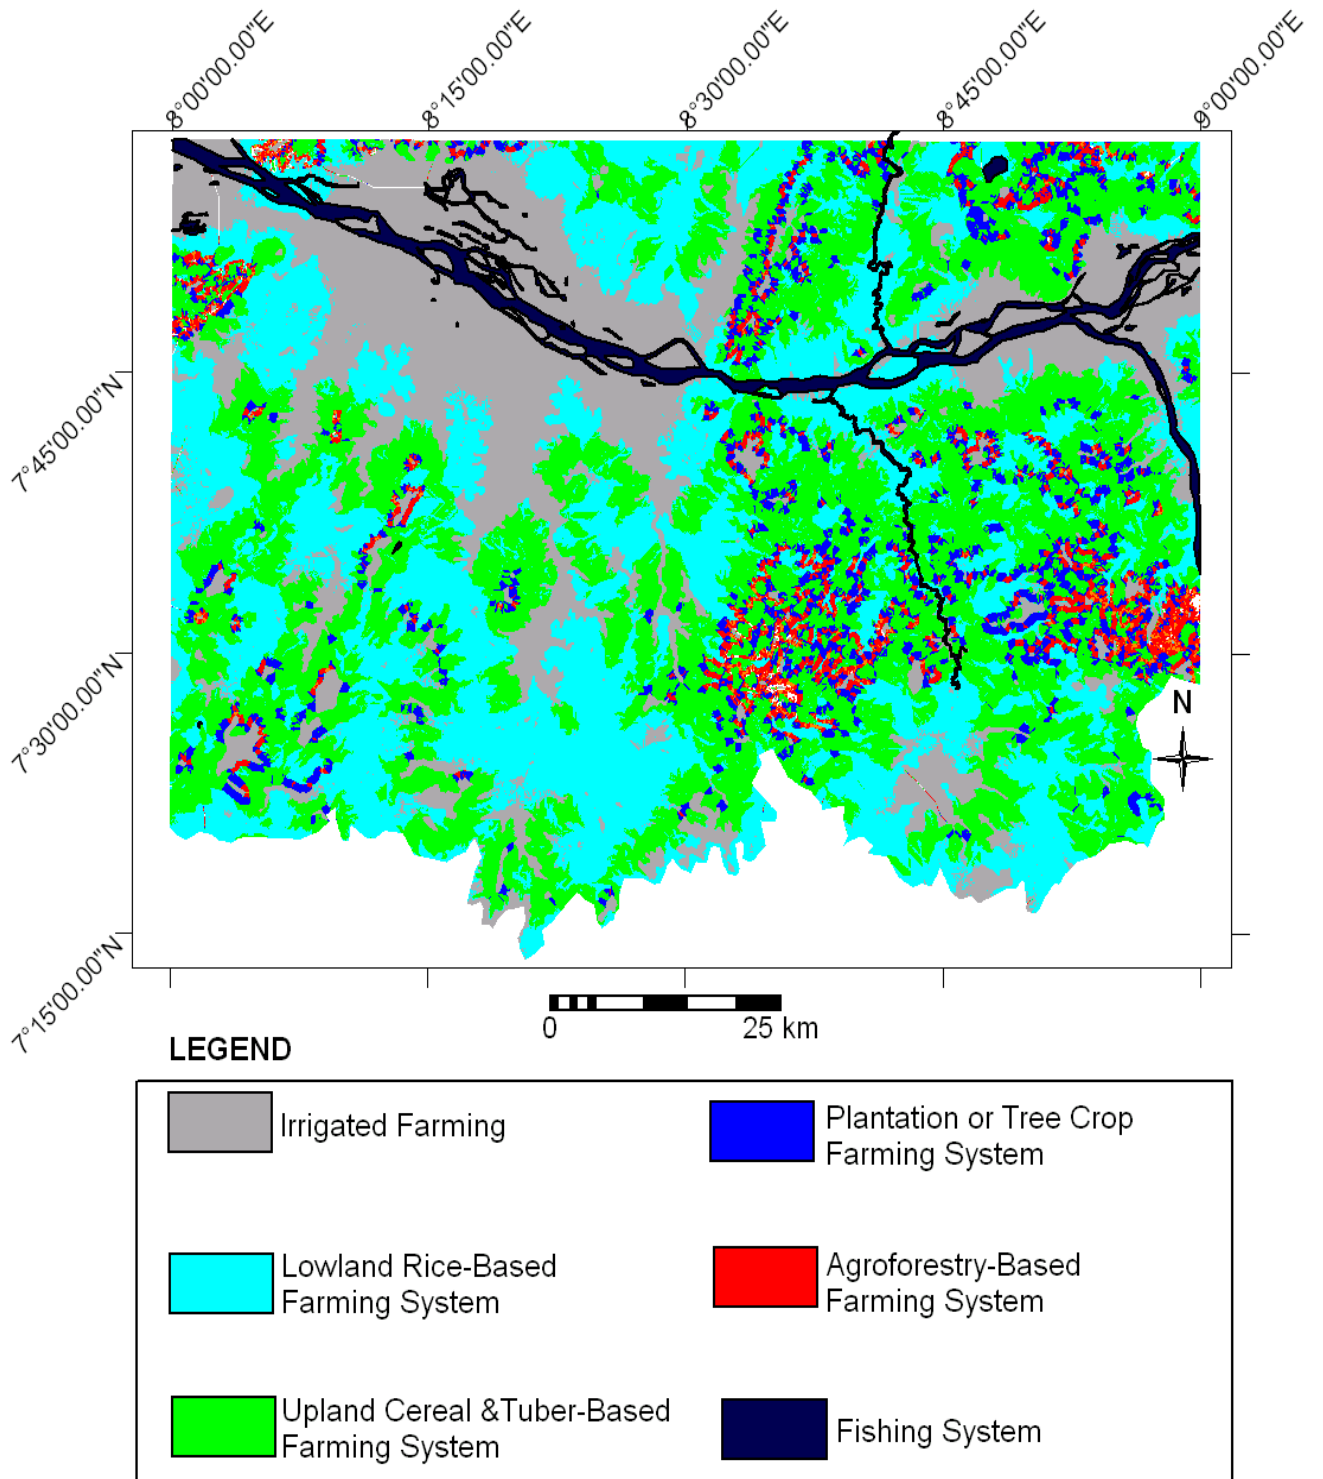 8°00'00.00"E
8°15'00.00"E
8°30'00.00"E
8°45'00.00"E
9°00'00.00"E
7°45'00.00"N
7°30'00.00"N
7°15'00.00"N
N
0
25 km
LEGEND
Irrigated Farming
Plantation or Tree Crop
Farming System
Lowland Rice-Based
Farming System
Agroforestry-Based
Farming System
Upland Cereal &Tuber-Based
Farming System
Fishing System